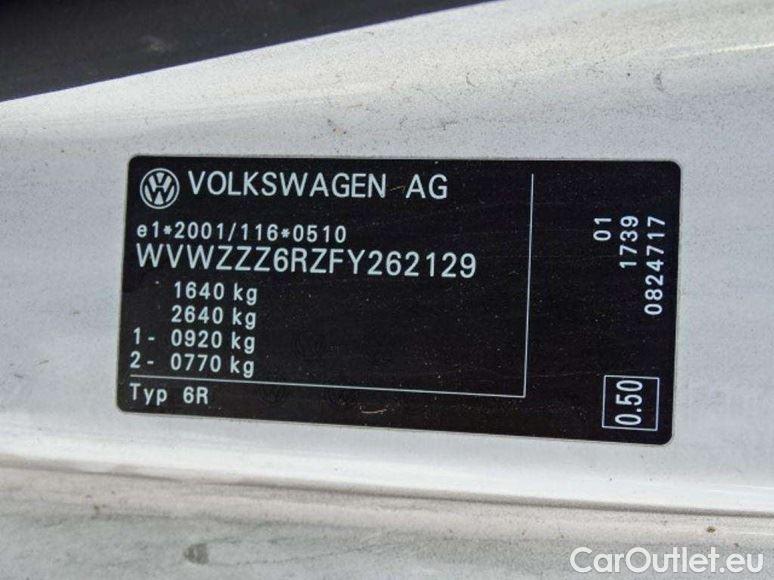 VOLKSWAGEN AG
e1*2001/116*0510
WVWZZZ6RZFY262129
1640 kg
2640 kg
1- 0920 kg
2- 0770 kg
Typ 6R
01
1739
0824717
0.50
CarOutlet.eu